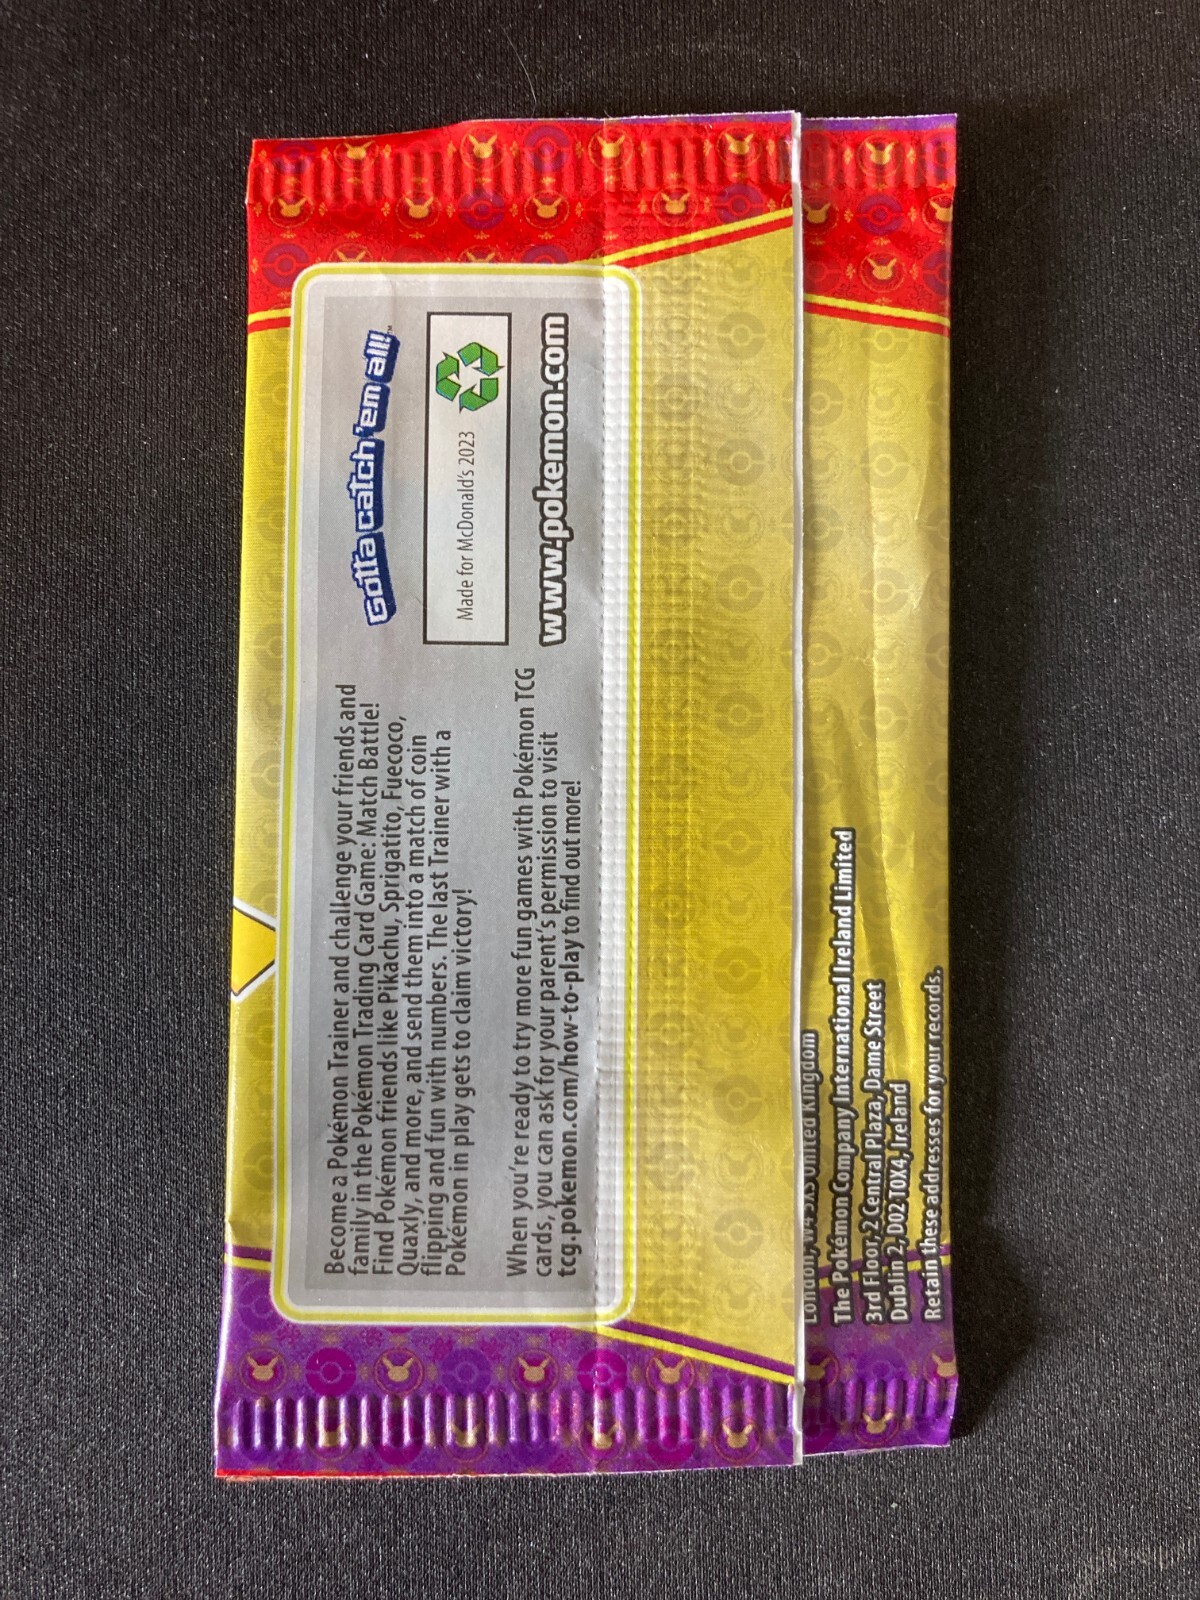 Become a Pokémon Trainer and challenge your friends and
family in the Pokémon Trading Card Game: Match Battle!
Find Pokémon friends like Pikachu, Sprigatito, Fuecoco,
Quaxly, and more, and send them into a match of coin
flipping and fun with numbers. The last Trainer with a
Pokémon in play gets to claim victory!
When you're ready to try more fun games with Pokémon TCG
cards, you can ask for your parent's permission to visit
tcg.pokemon.com/how-to-play to find out more!
Gotta catch 'em all!™
Made for McDonald's 2023
www.pokemon.com
London, W4 5XS United Kingdom
The Pokémon Company International Ireland Limited
3rd Floor, 2 Central Plaza, Dame Street
Dublin 2, D02 T0X4, Ireland
Retain these addresses for your records.